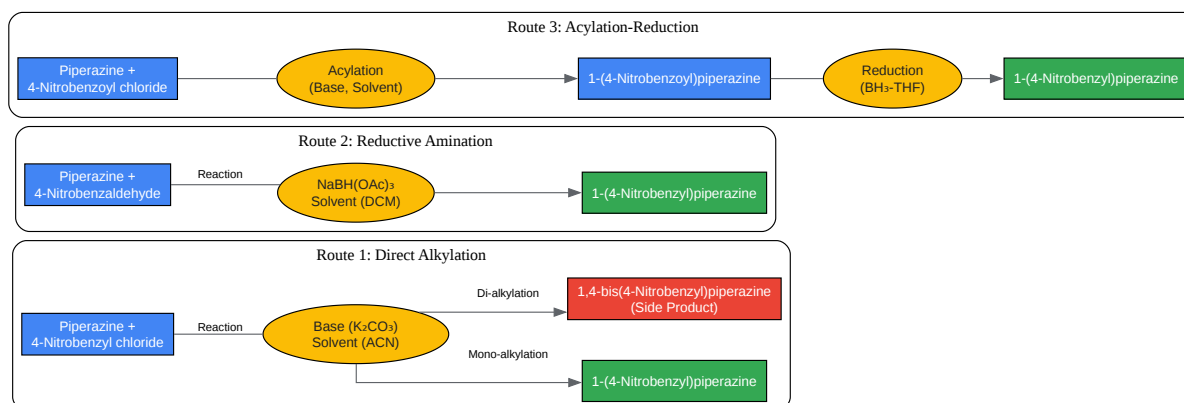 Route 3: Acylation-Reduction
Piperazine +
4-Nitrobenzoyl chloride
Acylation
(Base, Solvent)
1-(4-Nitrobenzoyl)piperazine
Reduction
(BH₃-THF)
1-(4-Nitrobenzyl)piperazine
Route 2: Reductive Amination
Piperazine +
4-Nitrobenzaldehyde
Reaction
NaBH(OAc)₃
Solvent (DCM)
1-(4-Nitrobenzyl)piperazine
Route 1: Direct Alkylation
Piperazine +
4-Nitrobenzyl chloride
Reaction
Base (K₂CO₃)
Solvent (ACN)
Di-alkylation
1,4-bis(4-Nitrobenzyl)piperazine
(Side Product)
Mono-alkylation
1-(4-Nitrobenzyl)piperazine